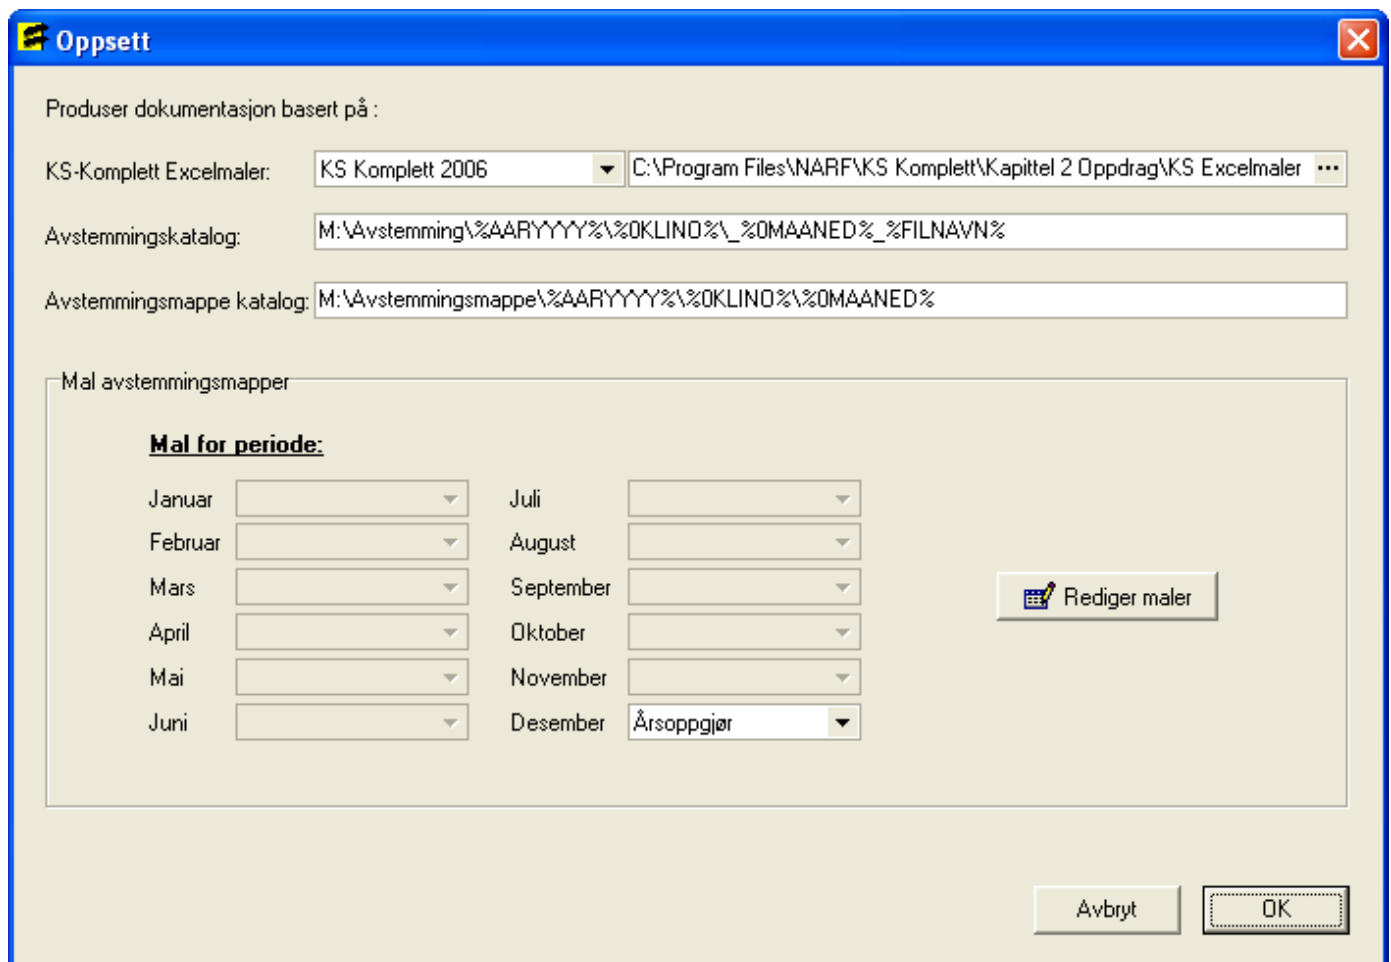 Oppsett
Produser dokumentasjon basert på :
KS-Komplett Excelmaler: KS Komplett 2006 C:\Program Files\NARF\KS Komplett\Kapittel 2 Oppdrag\KS Excelmaler ...
Avstemmingskatalog: M:\Avstemming\%AARYYYY%\%0KLINO%\_%0MAANED%_%FILNAVN%
Avstemmingsmappe katalog: M:\Avstemmingsmappe\%AARYYYY%\%0KLINO%\%0MAANED%
Mal avstemmingsmapper
Mal for periode:
Januar Juli
Februar August
Mars September
Rediger maler
April Oktober
Mai November
Juni Desember Årsoppgjør
Avbryt OK